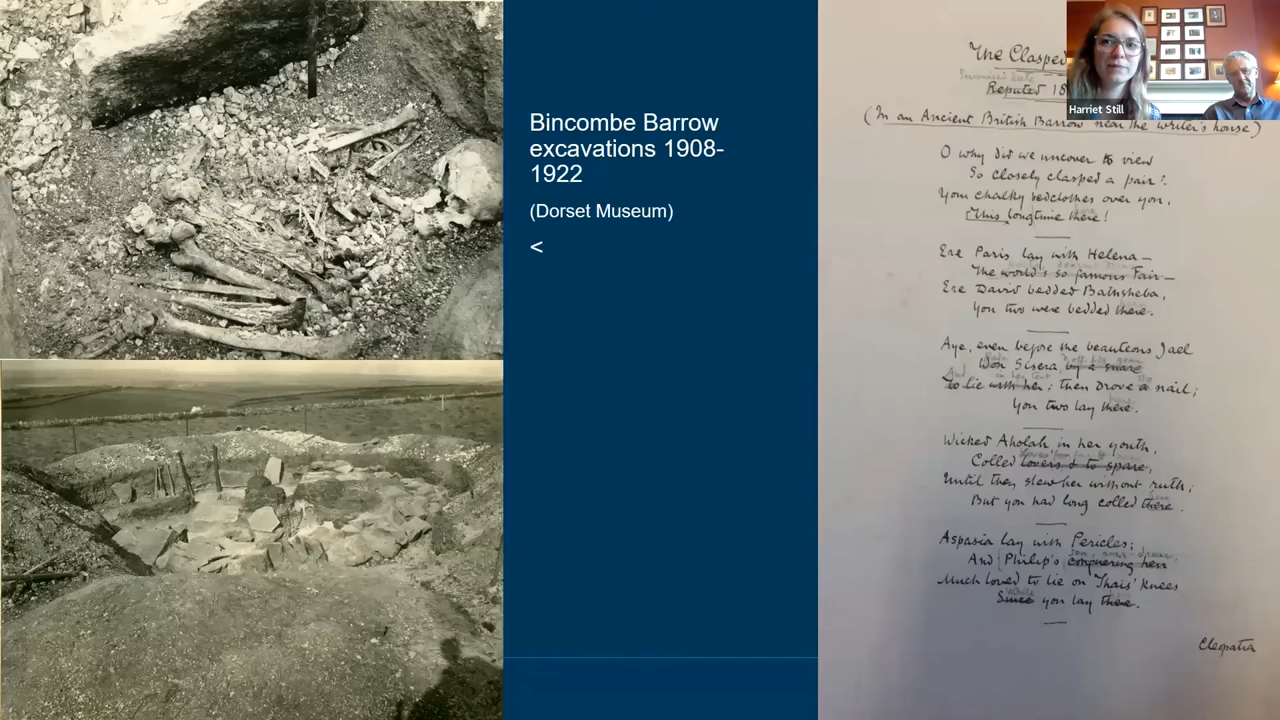 Bincombe Barrow
excavations 1908-
1922
(Dorset Museum)
<
Harriet Still
The Clasped
Reputed 18
(In an Ancient British Barrow near the writer's house)
O why did we uncover to view
So closely clasped a pair?
Your chalky bedclothes over you,
This long time there!
Ere Paris lay with Helena –
The world's so famous Fair –
Ere David bedded Bathsheba,
You two were bedded there.
Aye, even before the beauteous Jael
Won Sisera by a snare
And
To lie with her; then drove a nail;
You two lay there.
Wicked Aholah in her youth,
Colled lovers & to spare,
Until they slew her without ruth;
But you had long colled there.
Aspasia lay with Pericles;
And Philip's conquering heir
Much loved to lie on Thais' knees
Since you lay there.
Cleopatra